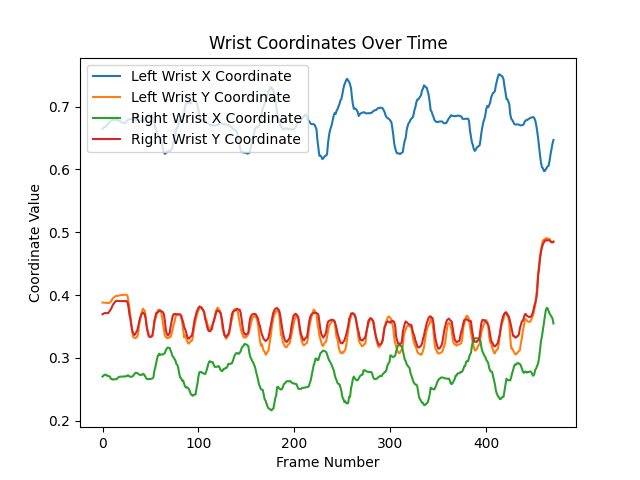 Wrist Coordinates Over Time
Left Wrist X Coordinate
Left Wrist Y Coordinate
Right Wrist X Coordinate
Right Wrist Y Coordinate
Coordinate Value
0.7
0.6
0.5
0.4
0.3
0.2
0
100
200
300
400
Frame Number